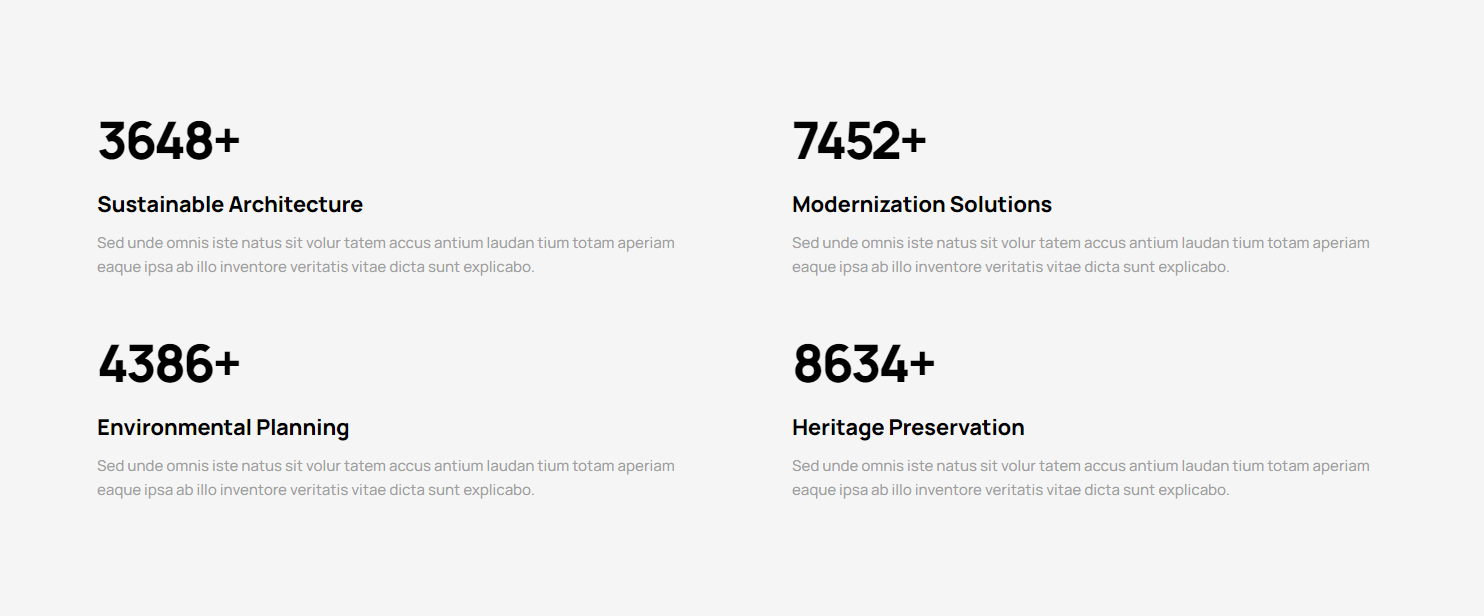 3648+
Sustainable Architecture
Sed unde omnis iste natus sit volur tatem accus antium laudan tium totam aperiam
eaque ipsa ab illo inventore veritatis vitae dicta sunt explicabo.
7452+
Modernization Solutions
Sed unde omnis iste natus sit volur tatem accus antium laudan tium totam aperiam
eaque ipsa ab illo inventore veritatis vitae dicta sunt explicabo.
4386+
Environmental Planning
Sed unde omnis iste natus sit volur tatem accus antium laudan tium totam aperiam
eaque ipsa ab illo inventore veritatis vitae dicta sunt explicabo.
8634+
Heritage Preservation
Sed unde omnis iste natus sit volur tatem accus antium laudan tium totam aperiam
eaque ipsa ab illo inventore veritatis vitae dicta sunt explicabo.